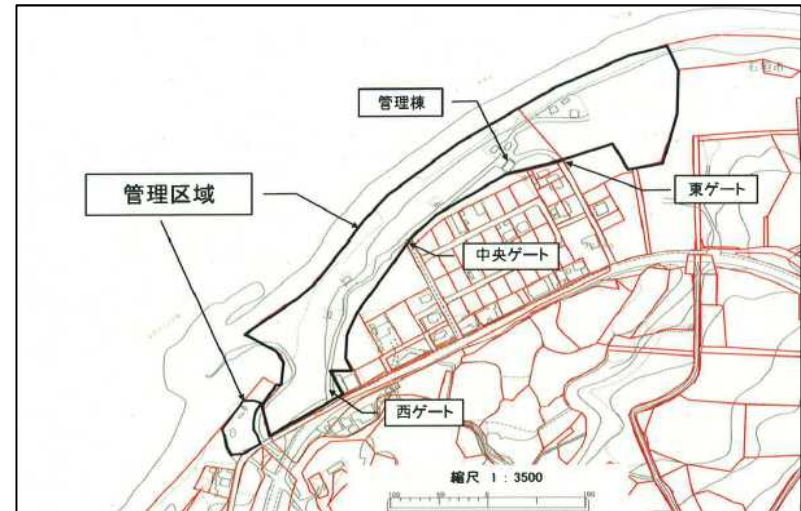 管理棟
管理区域
東ゲート
中央ゲート
西ゲート
縮尺 1 : 3500